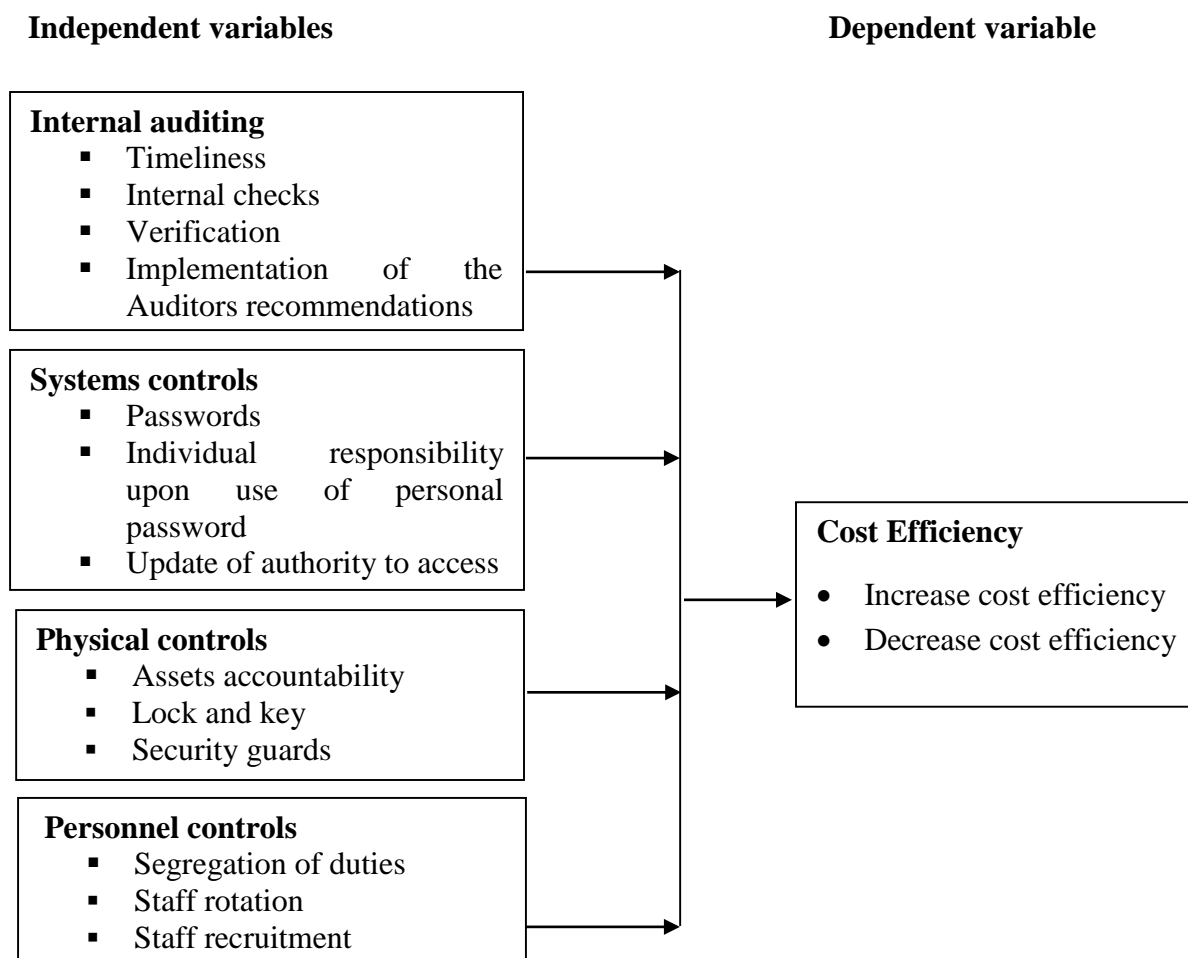 Independent variables
Dependent variable
Internal auditing
▪ Timeliness
▪ Internal checks
▪ Verification
▪ Implementation of the
Auditors recommendations
Systems controls
▪ Passwords
▪ Individual responsibility
upon use of personal
password
▪ Update of authority to access
Physical controls
▪ Assets accountability
▪ Lock and key
▪ Security guards
Personnel controls
▪ Segregation of duties
▪ Staff rotation
▪ Staff recruitment
Cost Efficiency
• Increase cost efficiency
• Decrease cost efficiency